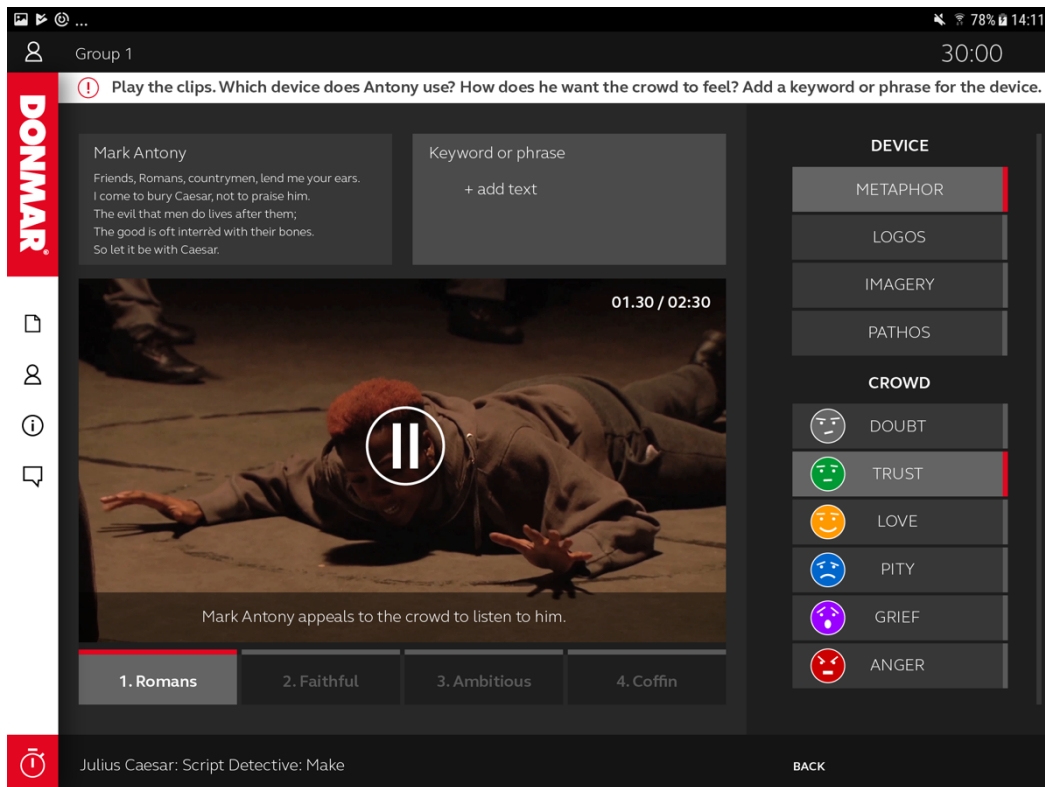 ... 78% 14:11
Group 1 30:00
Play the clips. Which device does Antony use? How does he want the crowd to feel? Add a keyword or phrase for the device.
DONMAR®
Mark Antony
Friends, Romans, countrymen, lend me your ears.
I come to bury Caesar, not to praise him.
The evil that men do lives after them;
The good is oft interrèd with their bones.
So let it be with Caesar.
Keyword or phrase
+ add text
01.30 / 02:30
Mark Antony appeals to the crowd to listen to him.
1. Romans 2. Faithful 3. Ambitious 4. Coffin
DEVICE
METAPHOR
LOGOS
IMAGERY
PATHOS
CROWD
DOUBT
TRUST
LOVE
PITY
GRIEF
ANGER
Julius Caesar: Script Detective: Make
BACK